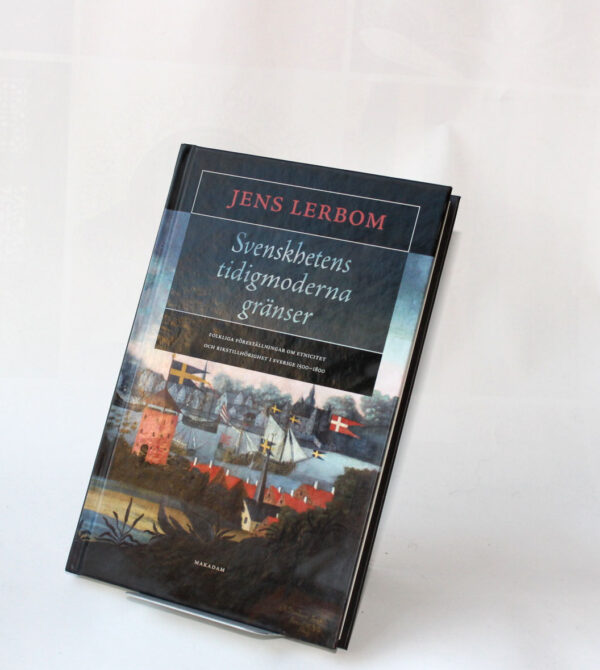 JENS LERBOM
Svenskhetens
tidigmoderna
gränser
FOLKLIGA FÖRESTÄLLNINGAR OM ETNICITET
OCH RIKSTILLHÖRIGHET I SVERIGE 1500–1800
MAKADAM